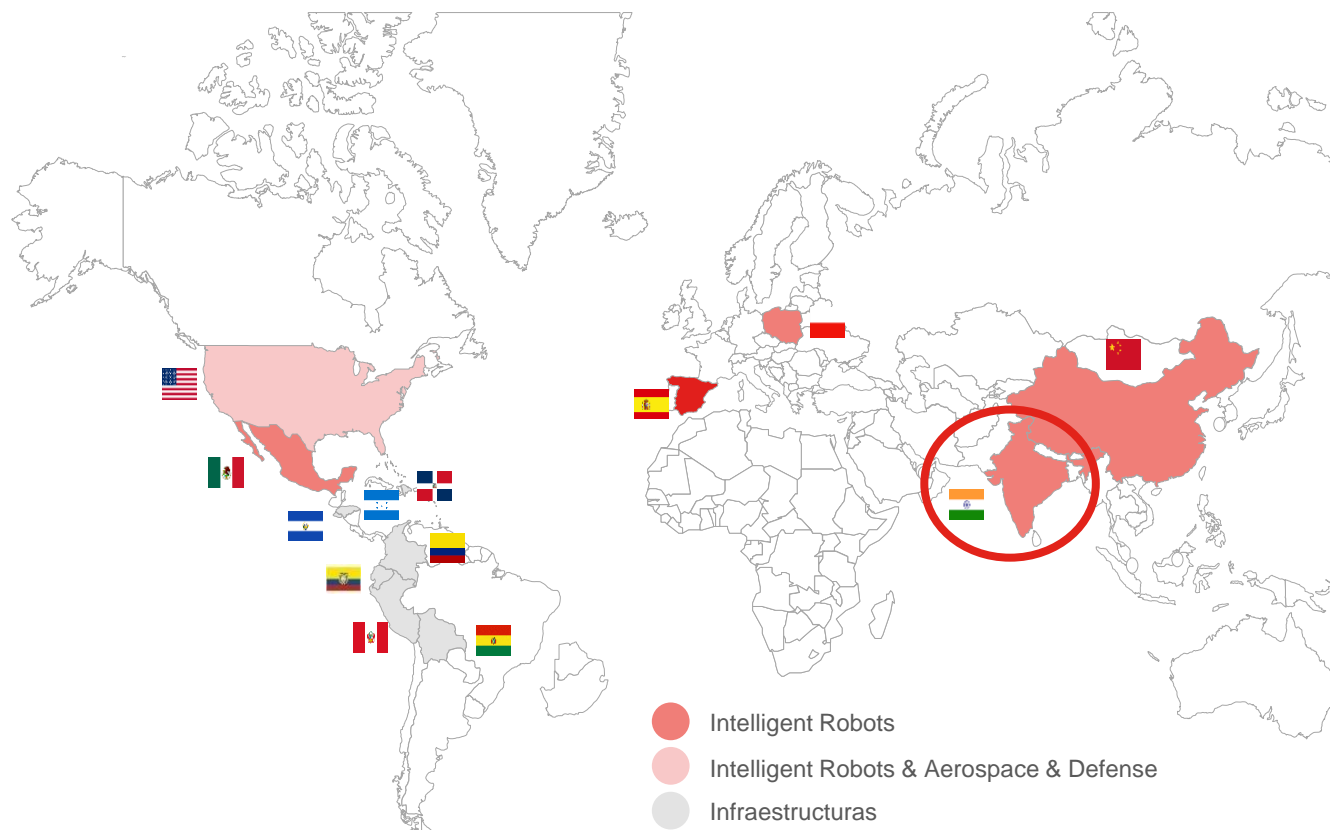 Intelligent Robots
Intelligent Robots & Aerospace & Defense
Infraestructuras